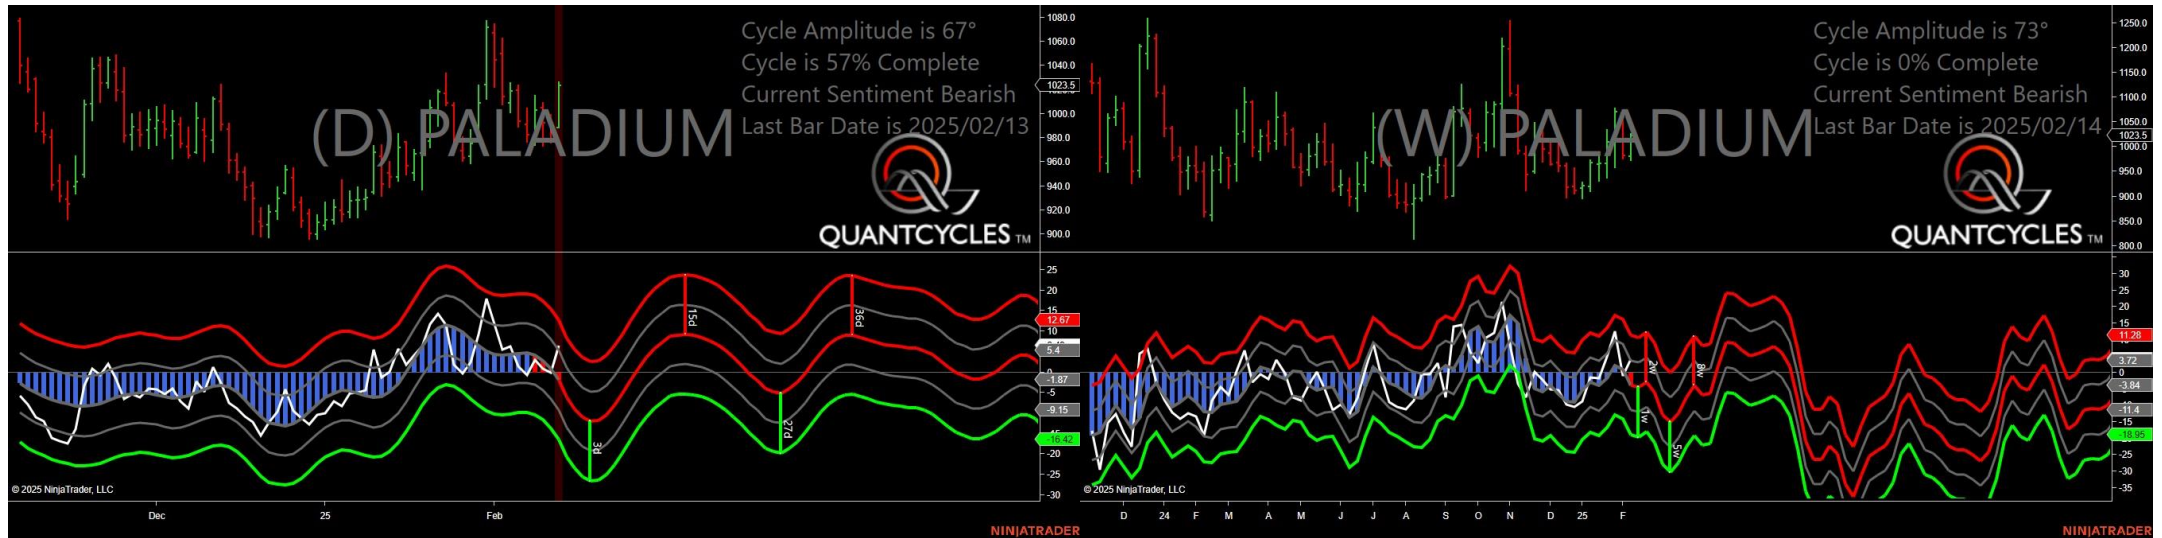 Cycle Amplitude is 67°
Cycle is 57% Complete
Current Sentiment Bearish
Last Bar Date is 2025/02/13
(D) PALADIUM
QUANTCYCLES TM
1080.0
1060.0
1040.0
1023.5
1000.0
980.0
960.0
940.0
920.0
900.0
25
20
15
12.67
5.4
-1.87
-5
-9.15
-16.42
-20
-25
-30
15d
36d
3d
27d
© 2025 NinjaTrader, LLC
Dec
25
Feb
NINJATRADER
Cycle Amplitude is 73°
Cycle is 0% Complete
Current Sentiment Bearish
Last Bar Date is 2025/02/14
(W) PALADIUM
QUANTCYCLES TM
1250.0
1200.0
1150.0
1100.0
1050.0
1023.5
1000.0
950.0
900.0
850.0
800.0
30
25
20
15
11.28
3.72
0
-3.84
-11.4
-15
-18.95
-25
-30
-35
2w
8w
1w
5w
© 2025 NinjaTrader, LLC
D
24
F
M
A
M
J
J
A
S
O
N
D
25
F
NINJATRADER